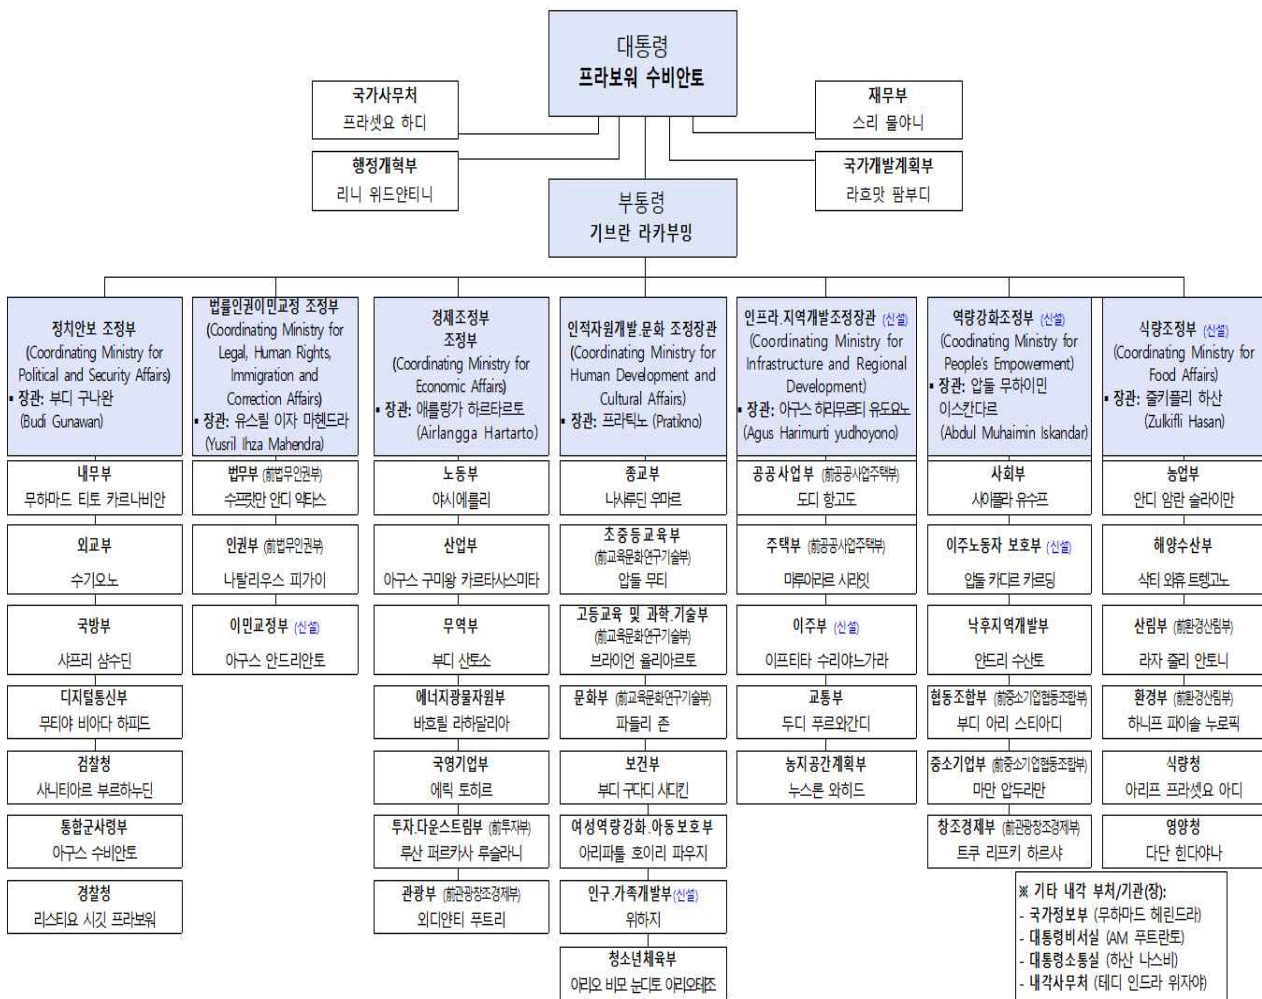 대통령
프라보워 수비안토
국가사무처
프라셋요 하디
재무부
스리 물야니
행정개혁부
리니 위드얀티니
국가개발계획부
라흐맛 팜부디
부통령
기브란 라카부밍
정치안보 조정부
(Coordinating Ministry for
Political and Security Affairs)
▪ 장관: 부디 구나완
(Budi Gunawan)
내무부
무하마드 티토 카르나비안
외교부
수기오노
국방부
샤프리 샴수딘
디지털통신부
무티야 비아다 하피드
검찰청
사니티아르 부르하누딘
통합군사령부
아구스 수비안토
경찰청
리스티요 시깃 프라보워
법률인권이민교정 조정부
(Coordinating Ministry for
Legal, Human Rights,
Immigration and
Correction Affairs)
▪ 장관: 유스릴 이자 마헨드라
(Yusril Ihza Mahendra)
법무부 (前법무인권부)
수프랏만 안디 악타스
인권부 (前법무인권부)
나탈리우스 피가이
이민교정부 (신설)
아구스 안드리안토
경제조정부
조정부
(Coordinating Ministry for
Economic Affairs)
▪ 장관: 애를랑가 하르타르토
(Airlangga Hartarto)
노동부
야시에를리
산업부
아구스 구미왕 카르타사스미타
무역부
부디 산토소
에너지광물자원부
바흐릴 라하달리아
국영기업부
에릭 토히르
투자.다운스트림부 (前투자부)
루산 퍼르카사 루슬라니
관광부 (前관광창조경제부)
위디얀티 푸트리
인적자원개발.문화 조정장관
(Coordinating Ministry for
Human Development and
Cultural Affairs)
▪ 장관: 프라틱노 (Pratikno)
종교부
나사루딘 우마르
초중등교육부
(前교육문화연구기술부)
압둘 무티
고등교육 및 과학.기술부
(前교육문화연구기술부)
브라이언 율리아르토
문화부 (前교육문화연구기술부)
파들리 존
보건부
부디 구다디 사디킨
여성역량강화.아동보호부
아리파툴 호이리 파우지
인구.가족개발부(신설)
위하지
청소년체육부
아리오 비모 눈디토 아리오테조
인프라.지역개발조정장관 (신설)
(Coordinating Ministry for
Infrastructure and Regional
Development)
▪ 장관: 아구스 하리무르티 유도요노
(Agus Harimurti yudhoyono)
공공사업부 (前공공사업주택부)
도디 항고도
주택부 (前공공사업주택부)
마루아라르 시라잇
이주부 (신설)
이프티타 수리야노가라
교통부
두디 푸르와간디
농지공간계획부
누스론 와히드
역량강화조정부 (신설)
(Coodinating Ministry for
People's Empowerment)
▪ 장관: 압둘 무하이민
이스칸다르
(Abdul Muhaimin Iskandar)
사회부
사이풀라 유수프
이주노동자 보호부 (신설)
압둘 카디르 카르딩
낙후지역개발부
얀드리 수산토
협동조합부 (前중소기업협동조합부)
부디 아리 스티아디
중소기업부 (前중소기업협동조합부)
마만 압두라만
창조경제부 (前관광창조경제부)
트쿠 리프키 하르샤
식량조정부 (신설)
(Coordinating Ministry for
Food Affairs)
▪ 장관: 줄키플리 하산
(Zulkifli Hasan)
농업부
안디 암란 술라이만
해양수산부
삭티 와휴 트렝고노
산림부 (前환경산림부)
라자 줄리 안토니
환경부 (前환경산림부)
하니프 파이솔 누로픽
식량청
아리프 프라셋요 아디
영양청
다단 힌다야나
※ 기타 내각 부처/기관(장):
- 국가정보부 (무하마드 헤린드라)
- 대통령비서실 (AM 푸트란토)
- 대통령소통실 (하산 나스비)
- 내각사무처 (테디 인드라 위자야)